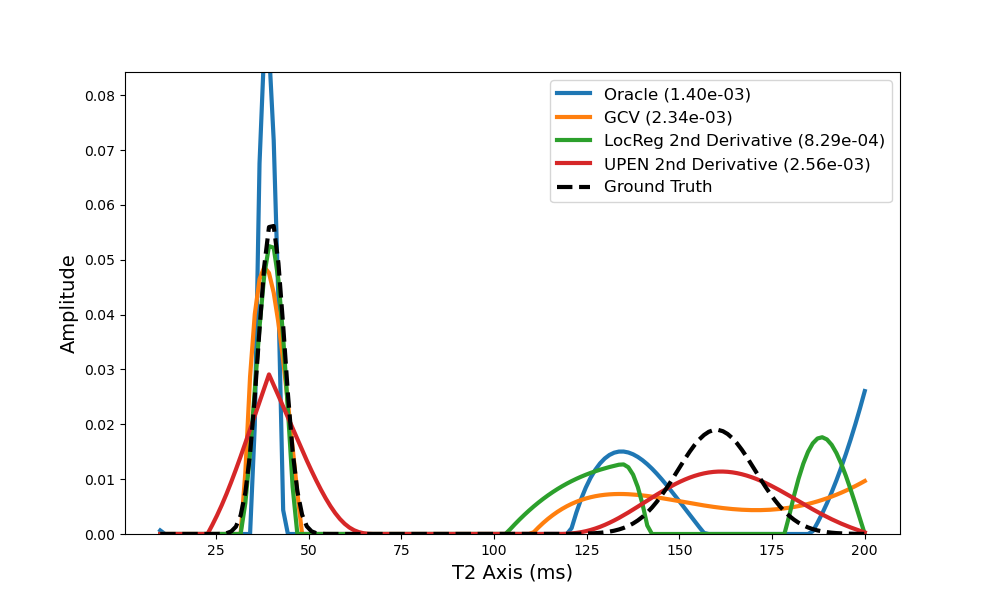 Oracle (1.40e-03)
GCV (2.34e-03)
LocReg 2nd Derivative (8.29e-04)
UPEN 2nd Derivative (2.56e-03)
Ground Truth
Amplitude
0.08
0.07
0.06
0.05
0.04
0.03
0.02
0.01
0.00
25 50 75 100 125 150 175 200
T2 Axis (ms)